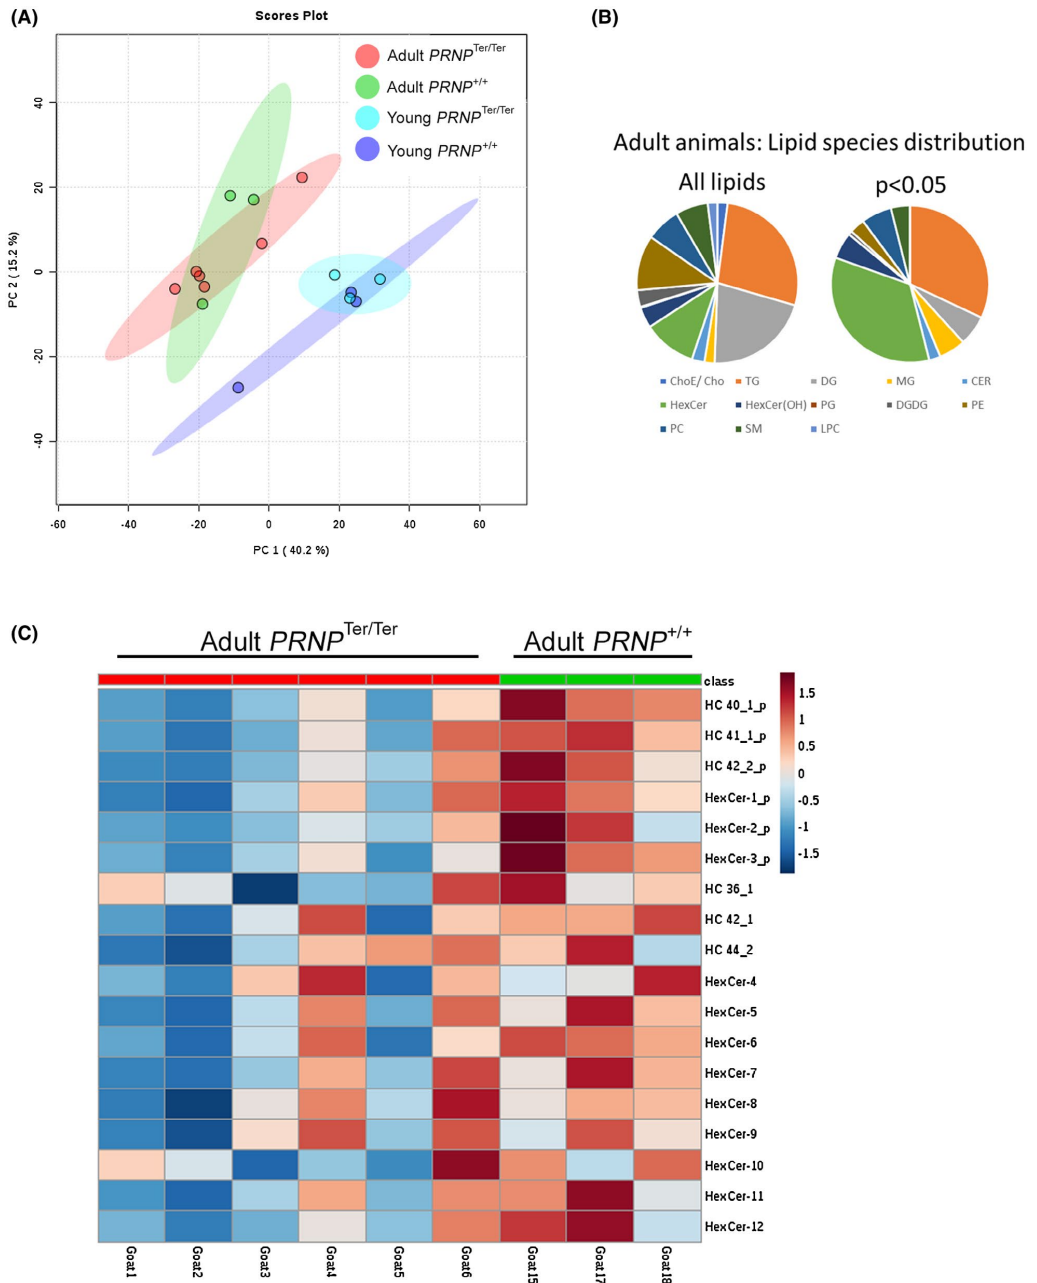 (A)
Scores Plot
Adult PRNP Ter/Ter
Adult PRNP +/+
Young PRNP Ter/Ter
Young PRNP +/+
PC 2 ( 15.2 %)
40
20
0
-20
-40
-60 -40 -20 0 20 40 60
PC 1 ( 40.2 %)
(B)
Adult animals: Lipid species distribution
All lipids p<0.05
ChoE/ Cho TG DG MG CER
HexCer HexCer(OH) PG DGDG PE
PC SM LPC
(C)
Adult PRNP Ter/Ter Adult PRNP +/+
class
HC 40_1_p
HC 41_1_p
HC 42_2_p
HexCer-1_p
HexCer-2_p
HexCer-3_p
HC 36_1
HC 42_1
HC 44_2
HexCer-4
HexCer-5
HexCer-6
HexCer-7
HexCer-8
HexCer-9
HexCer-10
HexCer-11
HexCer-12
1.5
1
0.5
0
-0.5
-1
-1.5
Goat1 Goat2 Goat3 Goat4 Goat5 Goat6 Goat15 Goat17 Goat18